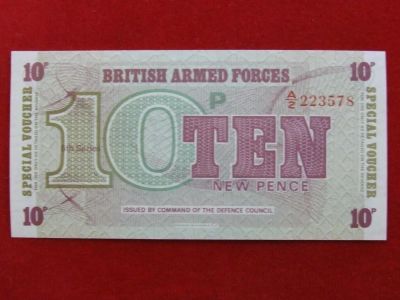 10P
BRITISH ARMED FORCES
10P
SPECIAL VOUCHER
A/2 223578
10P
6th Series
TEN
NEW PENCE
SPECIAL VOUCHER
ISSUED BY COMMAND OF THE DEFENCE COUNCIL
10P
10P